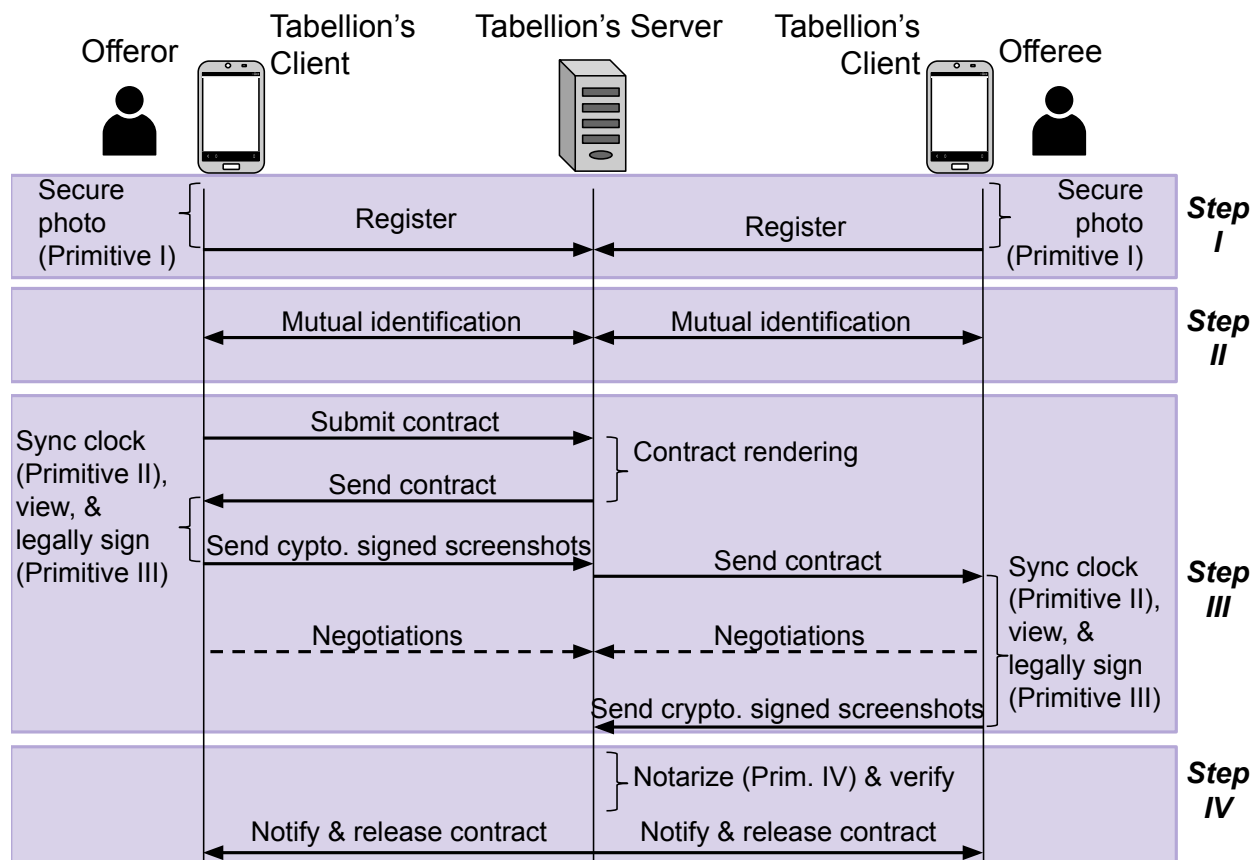 Offeror
Tabellion's
Client
Tabellion's Server
Tabellion's
Client
Offeree
Secure
photo
(Primitive I)
Register
Register
Secure
photo
(Primitive I)
Step
I
Mutual identification
Mutual identification
Step
II
Submit contract
Sync clock
(Primitive II),
view, &
legally sign
(Primitive III)
Contract rendering
Send contract
Send cypto. signed screenshots
Send contract
Sync clock
(Primitive II),
view, &
legally sign
(Primitive III)
Step
III
Negotiations
Negotiations
Send crypto. signed screenshots
Notarize (Prim. IV) & verify
Step
IV
Notify & release contract
Notify & release contract